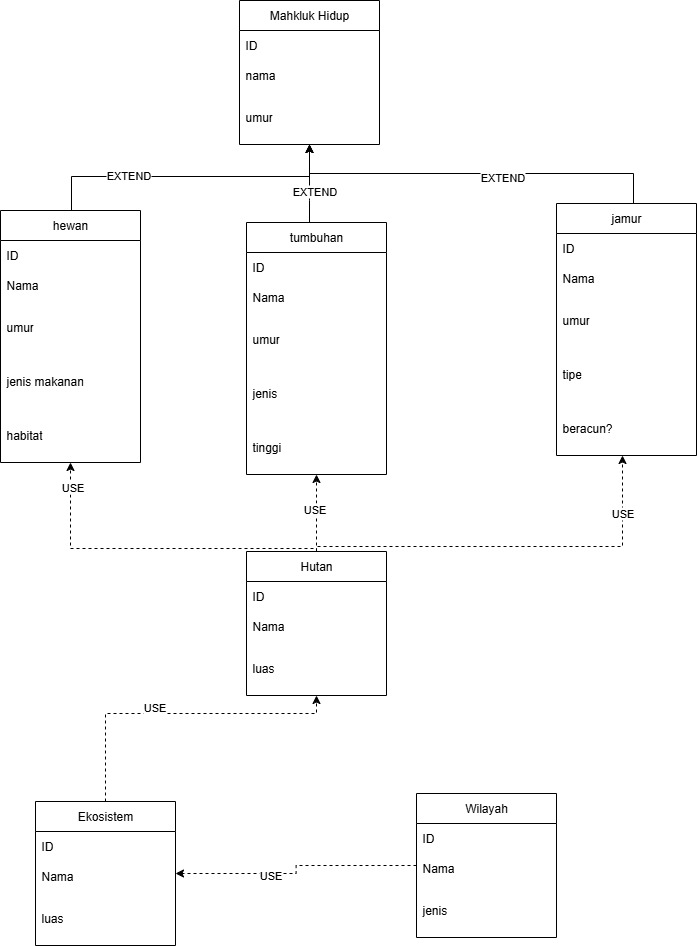 Mahkluk Hidup
ID
nama
umur
EXTEND
EXTEND
EXTEND
hewan
ID
Nama
umur
jenis makanan
habitat
tumbuhan
ID
Nama
umur
jenis
tinggi
jamur
ID
Nama
umur
tipe
beracun?
USE
USE
USE
Hutan
ID
Nama
luas
USE
Ekosistem
ID
Nama
luas
USE
Wilayah
ID
Nama
jenis